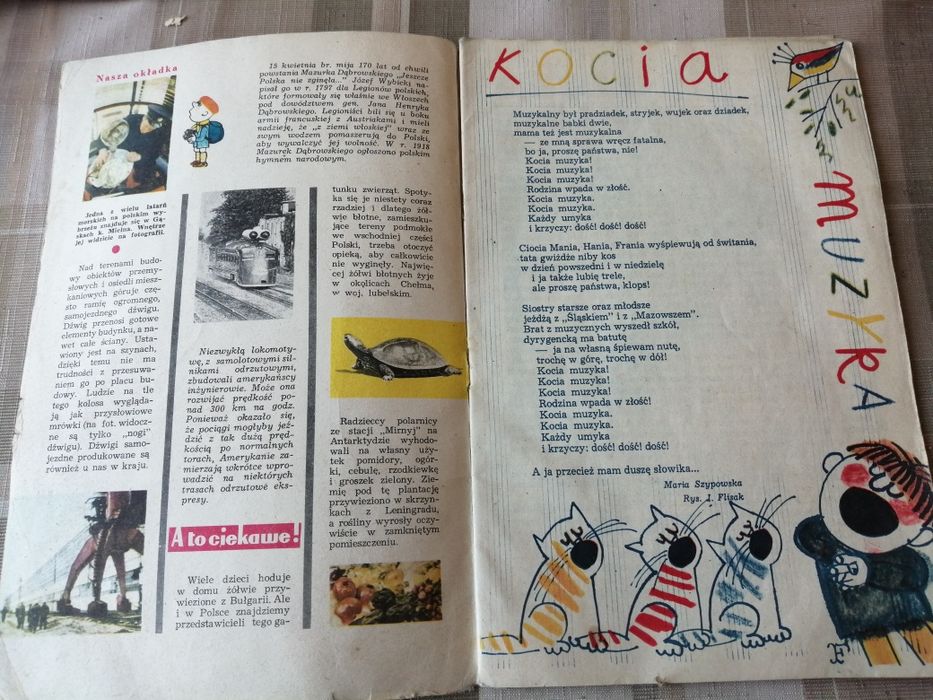 Nasza okładka
15 kwietnia br. mija 170 lat od chwili
powstania Mazurka Dąbrowskiego „Jeszcze
Polska nie zginęła...” Józef Wybicki na-
pisał go w r. 1797 dla Legionów polskich,
które formowały się właśnie we Włoszech
pod dowództwem gen. Jana Henryka
Dąbrowskiego. Legioniści bili się u boku
armii francuskiej z Austriakami i mieli
nadzieję, że „z ziemi włoskiej” wraz ze
swym wodzem pomaszerują do Polski,
aby wywalczyć jej wolność. W r. 1918
Mazurek Dąbrowskiego ogłoszono polskim
hymnem narodowym.
Jedna z wielu latarń
morskich na polskim wy-
brzeżu znajduje się w Gą-
skach k. Mielna. Wnętrze
jej widzicie na fotografii.
Nad terenami budo-
wy obiektów przemy-
słowych i osiedli miesz-
kaniowych góruje czę-
sto ramię ogromnego,
samojezdnego dźwigu.
Dźwig przenosi gotowe
elementy budynku, a na-
wet całe ściany. Usta-
wiony jest na szynach,
dzięki temu nie ma
trudności z przesuwa-
niem go po placu bu-
dowy. Ludzie na tle
tego kolosa wygląda-
ją jak przysłowiowe
mrówki (na fot. widocz-
ne są tylko „nogi”
dźwigu). Dźwigi samo-
jezdne produkowane są
również u nas w kraju.
Niezwykłą lokomoty-
wę, z samolotowymi sil-
nikami odrzutowymi,
zbudowali amerykańscy
inżynierowie. Może ona
rozwijać prędkość po-
nad 300 km na godz.
Ponieważ okazało się,
że pociągi mogłyby jeź-
dzić z tak dużą pręd-
kością po normalnych
torach, Amerykanie za-
mierzają wkrótce wpro-
wadzić na niektórych
trasach odrzutowe eks-
presy.
A to ciekawe!
Wiele dzieci hoduje
w domu żółwie przy-
wiezione z Bułgarii. Ale
i w Polsce znajdziemy
przedstawicieli tego ga-
tunku zwierząt. Spoty-
ka się je niestety coraz
rzadziej i dlatego żół-
wie błotne, zamieszku-
jące tereny podmokłe
we wschodniej części
Polski, trzeba otoczyć
opieką, aby całkowicie
nie wyginęły. Najwię-
cej żółwi błotnych żyje
w okolicach Chełma,
w woj. lubelskim.
Radzieccy polarnicy
ze stacji „Mirnyj” na
Antarktydzie wyhodo-
wali na własny uży-
tek pomidory, ogór-
ki, cebulę, rzodkiewkę
i groszek zielony. Zie-
mię pod tę plantację
przywieziono w skrzyn-
kach z Leningradu,
a rośliny wyrosły oczy-
wiście w zamkniętym
pomieszczeniu.
KOCIA
MUZYKA
Muzykalny był pradziadek, stryjek, wujek oraz dziadek,
muzykalne babki dwie,
mama też jest muzykalna
— ze mną sprawa wręcz fatalna,
bo ja, proszę państwa, nie!
Kocia muzyka!
Kocia muzyka!
Kocia muzyka!
Rodzina wpada w złość.
Kocia muzyka.
Kocia muzyka.
Każdy umyka
i krzyczy: dość! dość! dość!
Ciocia Mania, Hania, Frania wyśpiewują od świtania,
tata gwiżdże niby kos
w dzień powszedni i w niedzielę
— i ja także lubię trele,
ale proszę państwa, klops!
Siostry starsze oraz młodsze
jeżdżą z „Śląskiem” i z „Mazowszem”.
Brat z muzycznych wyszedł szkół,
dyrygencką ma batutę
— ja na własną śpiewam nutę,
trochę w górę, trochę w dół!
Kocia muzyka!
Kocia muzyka!
Kocia muzyka!
Rodzina wpada w złość!
Kocia muzyka.
Kocia muzyka.
Każdy umyka
i krzyczy: dość! dość! dość!
A ja przecież mam duszę słowika...
Maria Szypowska
Rys. J. Flisak